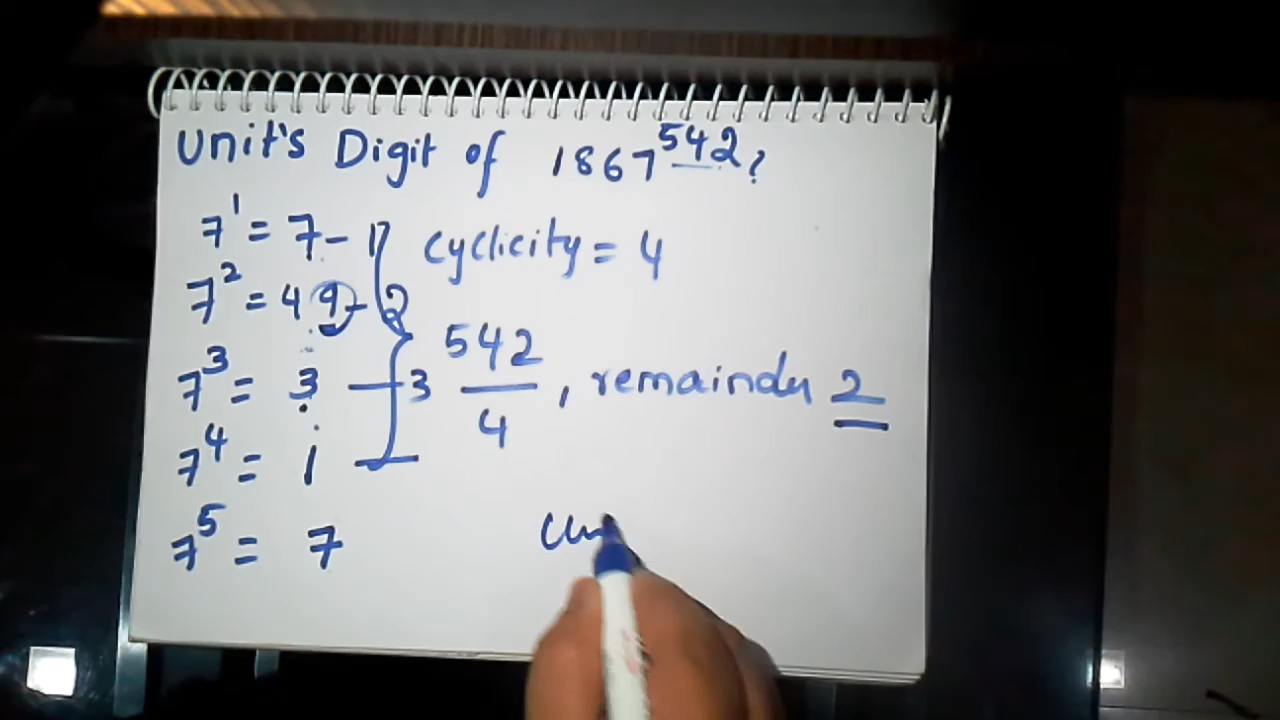 Unit's Digit of 1867^542?
7^1 = 7 - 1
cyclicity = 4
7^2 = 49 - 2
7^3 = 3 - 3
542/4, remainder 2
7^4 = 1
7^5 = 7